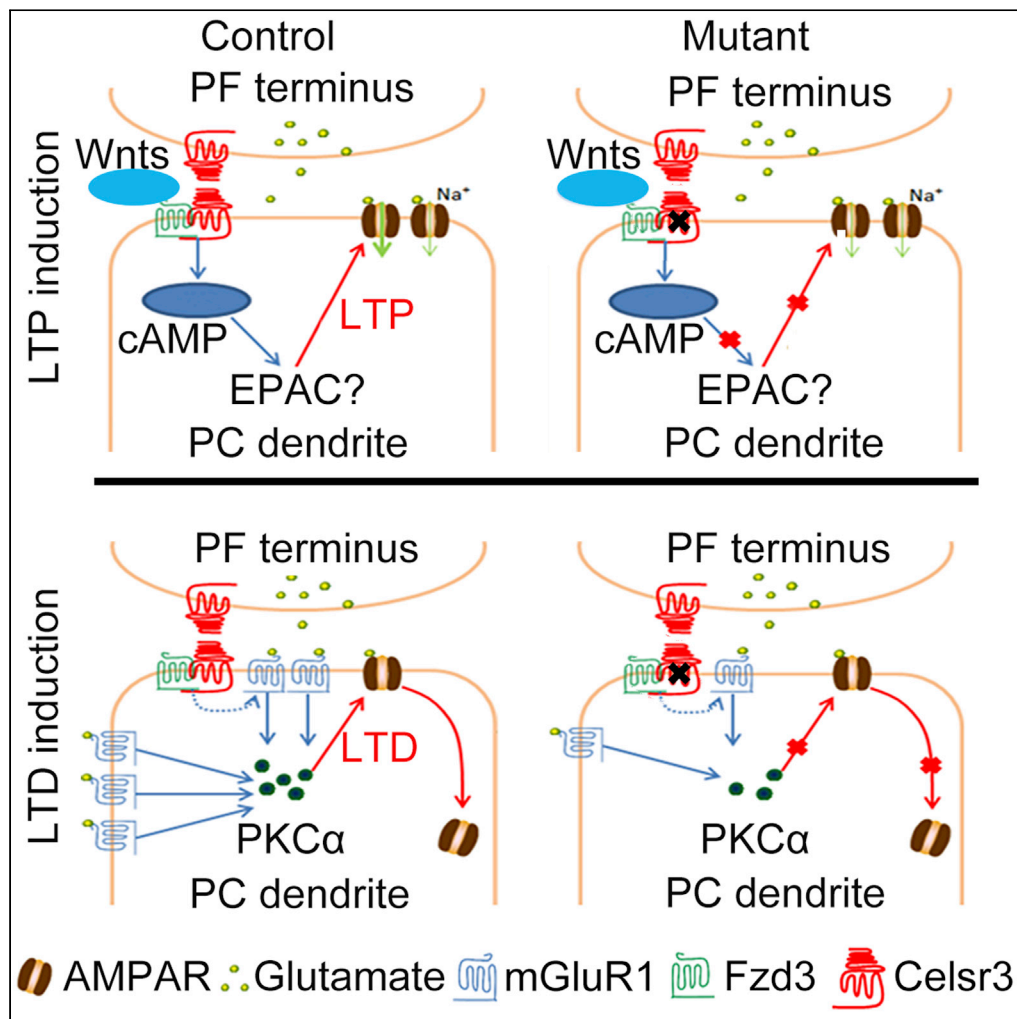 Control
PF terminus
Wnts
Na+
cAMP
LTP
EPAC?
PC dendrite
Mutant
PF terminus
Wnts
Na+
cAMP
EPAC?
PC dendrite
LTP induction
PF terminus
LTD
PKCα
PC dendrite
PF terminus
PKCα
PC dendrite
LTD induction
AMPAR Glutamate mGluR1 Fzd3 Celsr3